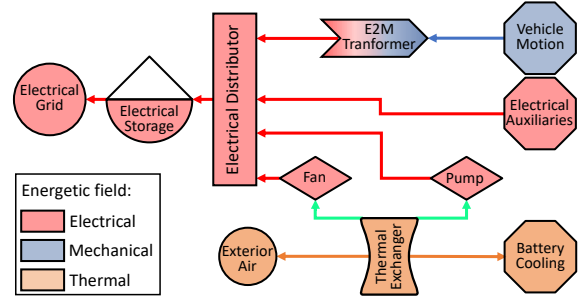 E2M
Tranformer
Vehicle
Motion
Electrical
Grid
Electrical
Storage
Electrical Distributor
Electrical
Auxiliaries
Fan
Pump
Energetic field:
Electrical
Mechanical
Thermal
Exterior
Air
Thermal
Exchanger
Battery
Cooling